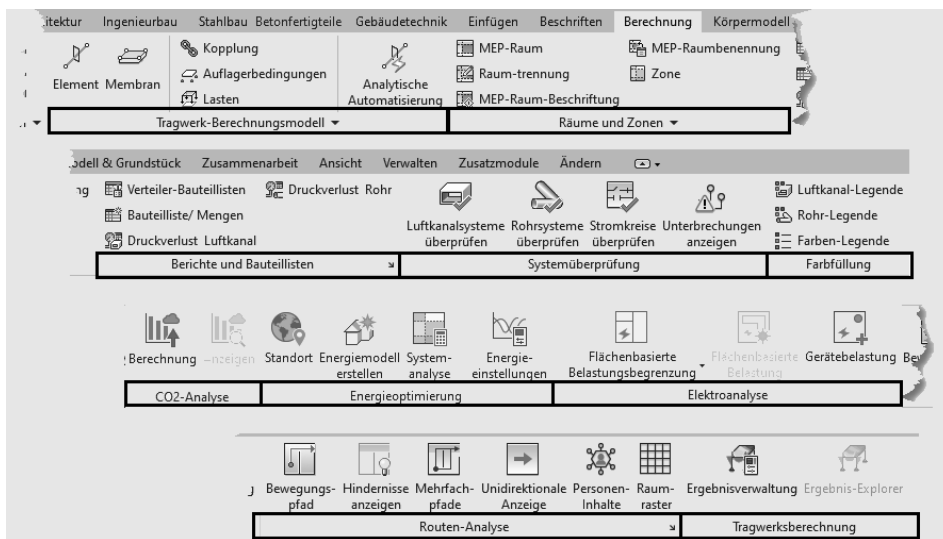 itektur Ingenieurbau Stahlbau Betonfertigteile Gebäudetechnik Einfügen Beschriften Berechnung Körpermodell
Kopplung MEP-Raum MEP-Raumbenennung
Auflagerbedingungen Raum-trennung Zone
Element Membran Analytische
Lasten Automatisierung MEP-Raum-Beschriftung
Tragwerk-Berechnungsmodell Räume und Zonen
odell & Grundstück Zusammenarbeit Ansicht Verwalten Zusatzmodule Ändern
ng Verteiler-Bauteillisten Druckverlust Rohr Luftkanal-Legende
Bauteilliste/ Mengen Luftkanalsysteme Rohrsysteme Stromkreise Unterbrechungen Rohr-Legende
Druckverlust Luftkanal überprüfen überprüfen überprüfen anzeigen Farben-Legende
Berichte und Bauteillisten Systemüberprüfung Farbfüllung
Berechnung anzeigen Standort Energiemodell System- Energie- Flächenbasierte Flächenbasierte Gerätebelastung Be
erstellen analyse einstellungen Belastungsbegrenzung Belastung
CO2-Analyse Energieoptimierung Elektroanalyse
Bewegungs- Hindernisse Mehrfach- Unidirektionale Personen- Raum- Ergebnisverwaltung Ergebnis-Explorer
pfad anzeigen pfade Anzeige Inhalte raster
Routen-Analyse Tragwerksberechnung